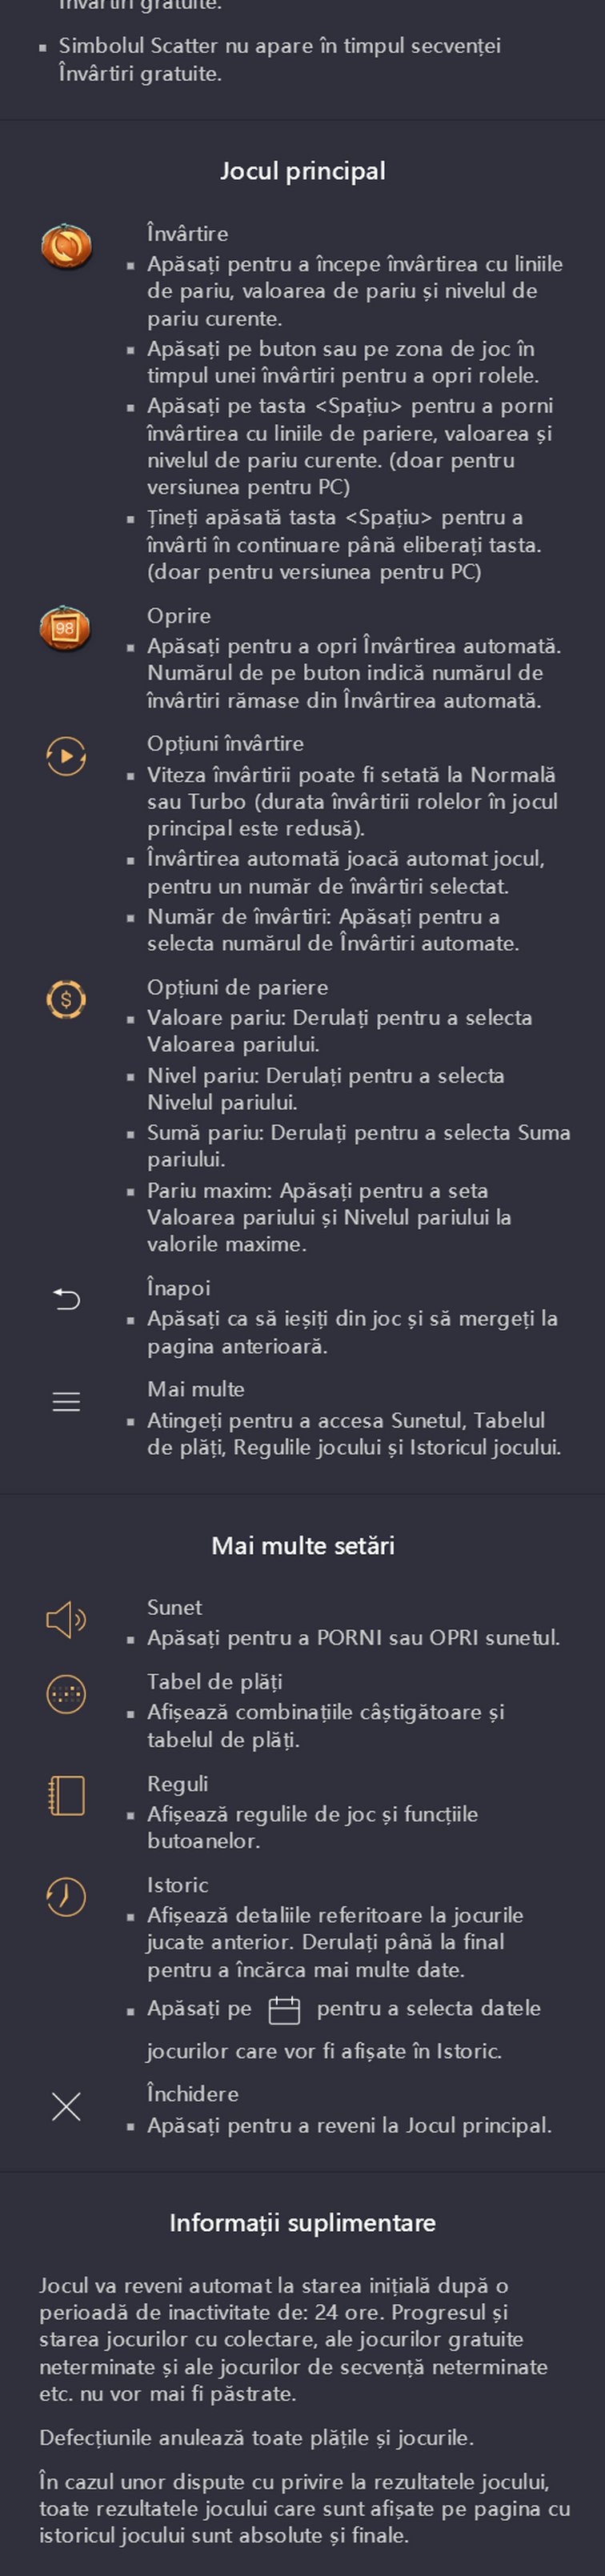 Învârtiri gratuite.
Simbolul Scatter nu apare în timpul secvenței
Învârtiri gratuite.
Jocul principal
Învârtire
Apăsați pentru a începe învârtirea cu liniile
de pariu, valoarea de pariu și nivelul de
pariu curente.
Apăsați pe buton sau pe zona de joc în
timpul unei învârtiri pentru a opri rolele.
Apăsați pe tasta <Spațiu> pentru a porni
învârtirea cu liniile de pariere, valoarea și
nivelul de pariu curente. (doar pentru
versiunea pentru PC)
Țineți apăsată tasta <Spațiu> pentru a
învârti în continuare până eliberați tasta.
(doar pentru versiunea pentru PC)
98
Oprire
Apăsați pentru a opri Învârtirea automată.
Numărul de pe buton indică numărul de
învârtiri rămase din Învârtirea automată.
Opțiuni învârtire
Viteza învârtirii poate fi setată la Normală
sau Turbo (durata învârtirii rolelor în jocul
principal este redusă).
Învârtirea automată joacă automat jocul,
pentru un număr de învârtiri selectat.
Număr de învârtiri: Apăsați pentru a
selecta numărul de Învârtiri automate.
$
Opțiuni de pariere
Valoare pariu: Derulați pentru a selecta
Valoarea pariului.
Nivel pariu: Derulați pentru a selecta
Nivelul pariului.
Sumă pariu: Derulați pentru a selecta Suma
pariului.
Pariu maxim: Apăsați pentru a seta
Valoarea pariului și Nivelul pariului la
valorile maxime.
Înapoi
Apăsați ca să ieșiți din joc și să mergeți la
pagina anterioară.
Mai multe
Atingeți pentru a accesa Sunetul, Tabelul
de plăți, Regulile jocului și Istoricul jocului.
Mai multe setări
Sunet
Apăsați pentru a PORNI sau OPRI sunetul.
Tabel de plăți
Afișează combinațiile câștigătoare și
tabelul de plăți.
Reguli
Afișează regulile de joc și funcțiile
butoanelor.
Istoric
Afișează detaliile referitoare la jocurile
jucate anterior. Derulați până la final
pentru a încărca mai multe date.
Apăsați pe pentru a selecta datele
jocurilor care vor fi afișate în Istoric.
Închidere
Apăsați pentru a reveni la Jocul principal.
Informații suplimentare
Jocul va reveni automat la starea inițială după o
perioadă de inactivitate de: 24 ore. Progresul și
starea jocurilor cu colectare, ale jocurilor gratuite
neterminate și ale jocurilor de secvență neterminate
etc. nu vor mai fi păstrate.
Defecțiunile anulează toate plățile și jocurile.
În cazul unor dispute cu privire la rezultatele jocului,
toate rezultatele jocului care sunt afișate pe pagina cu
istoricul jocului sunt absolute și finale.